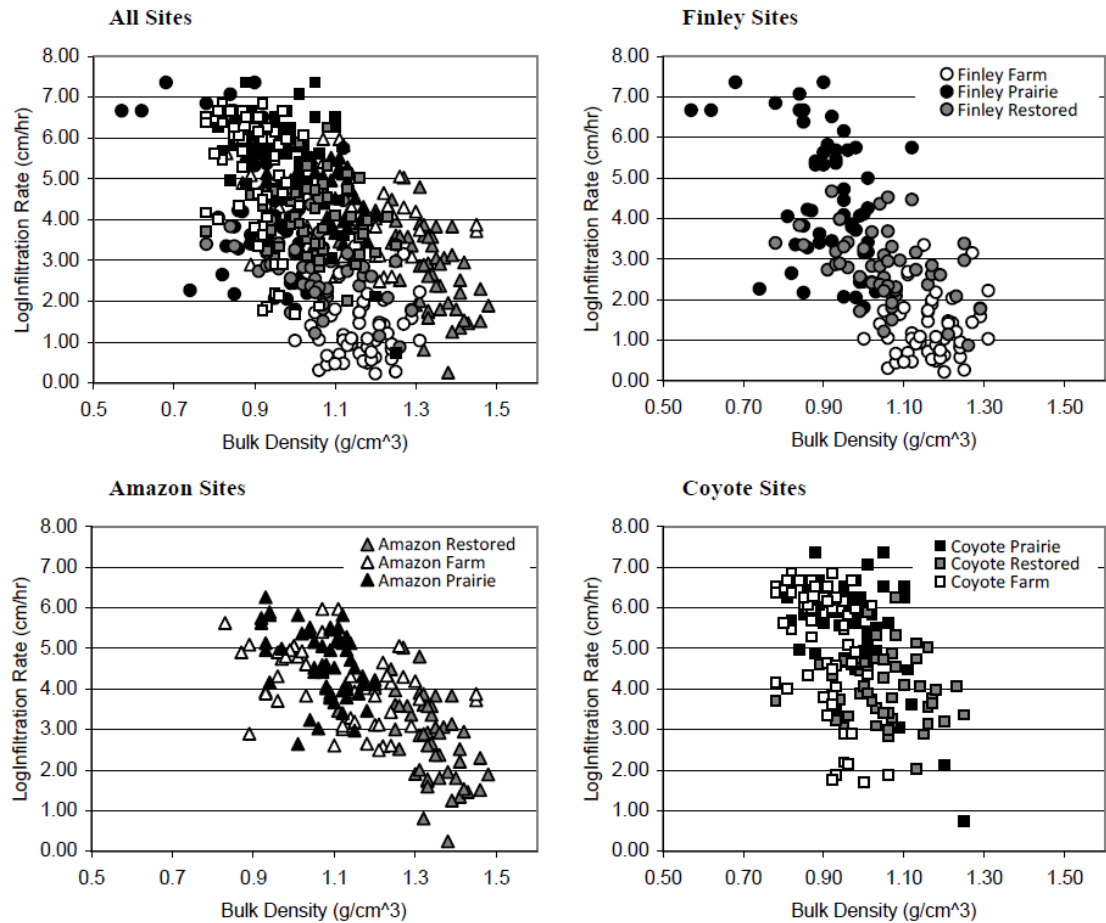 All Sites
LogInfiltration Rate (cm/hr)
8.00
7.00
6.00
5.00
4.00
3.00
2.00
1.00
0.00
0.5 0.7 0.9 1.1 1.3 1.5
Bulk Density (g/cm^3)
Finley Sites
LogInfiltration Rate (cm/hr)
8.00
7.00
6.00
5.00
4.00
3.00
2.00
1.00
0.00
Finley Farm
Finley Prairie
Finley Restored
0.50 0.70 0.90 1.10 1.30 1.50
Bulk Density (g/cm^3)
Amazon Sites
LogInfiltration Rate (cm/hr)
8.00
7.00
6.00
5.00
4.00
3.00
2.00
1.00
0.00
Amazon Restored
Amazon Farm
Amazon Prairie
0.5 0.7 0.9 1.1 1.3 1.5
Bulk Density (g/cm^3)
Coyote Sites
LogInfiltration Rate (cm/hr)
8.00
7.00
6.00
5.00
4.00
3.00
2.00
1.00
0.00
Coyote Prairie
Coyote Restored
Coyote Farm
0.50 0.70 0.90 1.10 1.30 1.50
Bulk Density (g/cm^3)